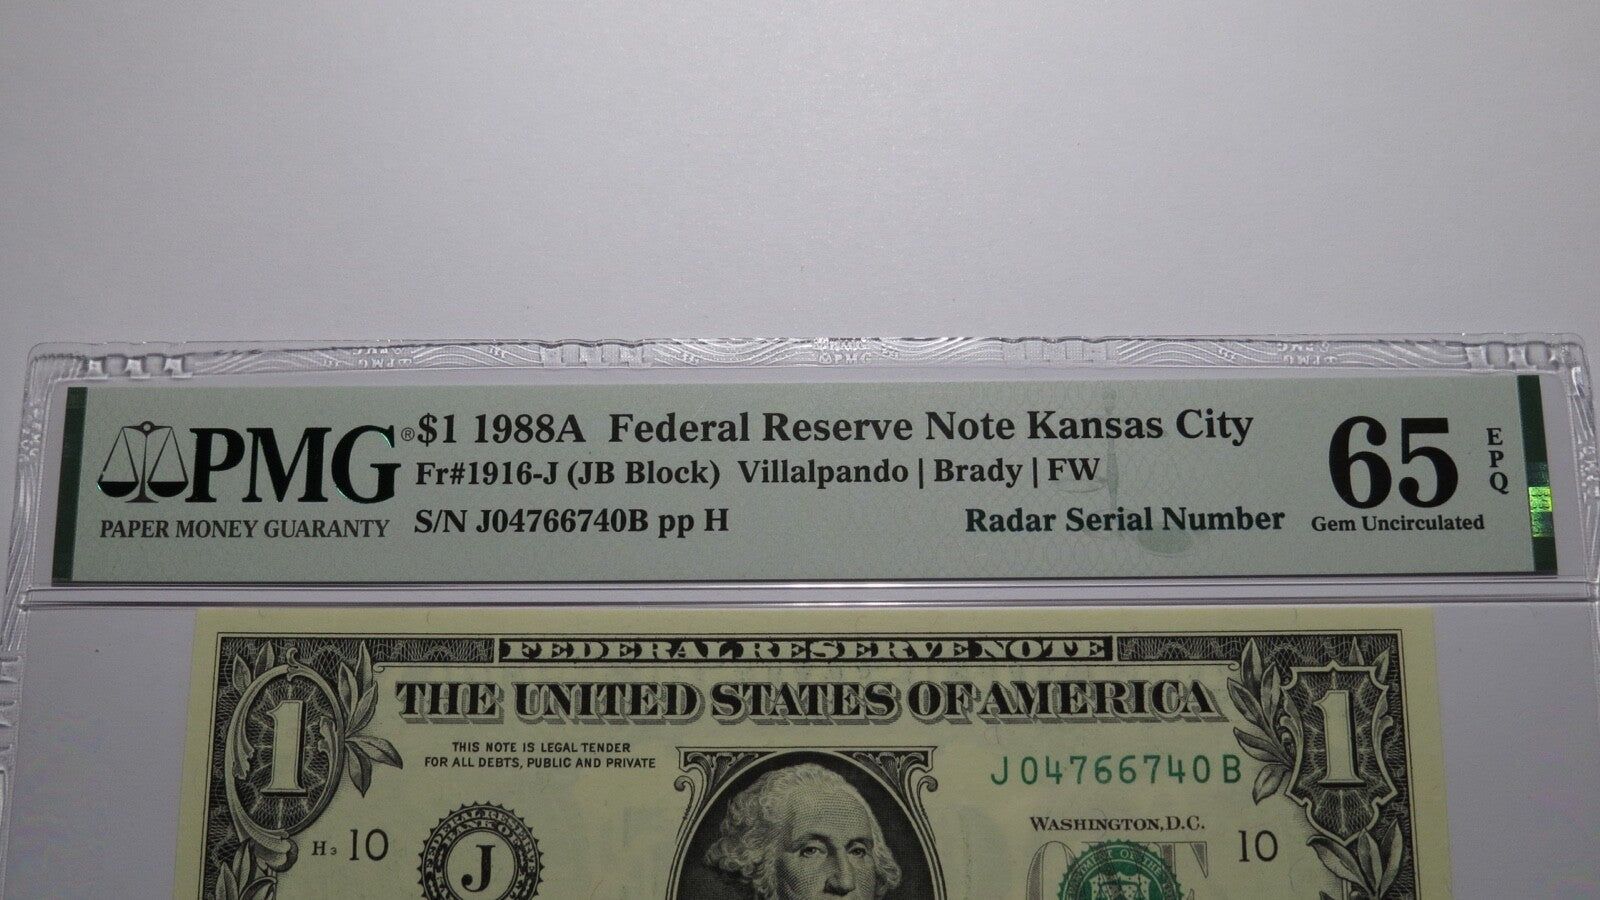 PMG
PMG®
PAPER MONEY GUARANTY
$1 1988A Federal Reserve Note Kansas City
Fr#1916-J (JB Block) Villalpando | Brady | FW
S/N J04766740B pp H
Radar Serial Number
65
EPQ
Gem Uncirculated
FEDERAL RESERVE NOTE
THE UNITED STATES OF AMERICA
1
1
THIS NOTE IS LEGAL TENDER
FOR ALL DEBTS, PUBLIC AND PRIVATE
J04766740B
WASHINGTON, D.C.
H3 10
10
J